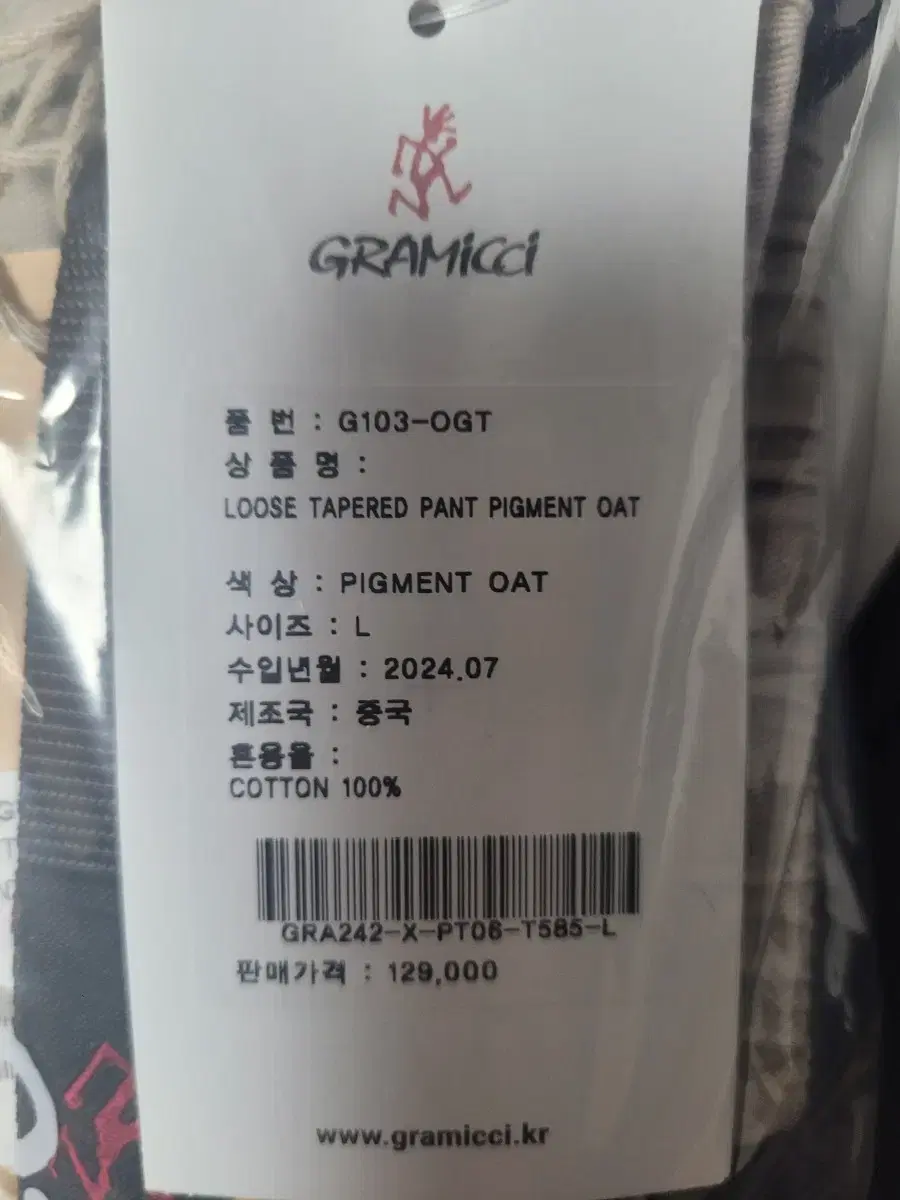 GRAMiCCi
품 번 : G103-OGT
상 품 명 :
LOOSE TAPERED PANT PIGMENT OAT
색 상 : PIGMENT OAT
사이즈 : L
수입년월 : 2024.07
제조국 : 중국
혼용율 :
COTTON 100%
GRA242-X-PT06-T585-L
판매가격 : 129,000
www.gramicci.kr